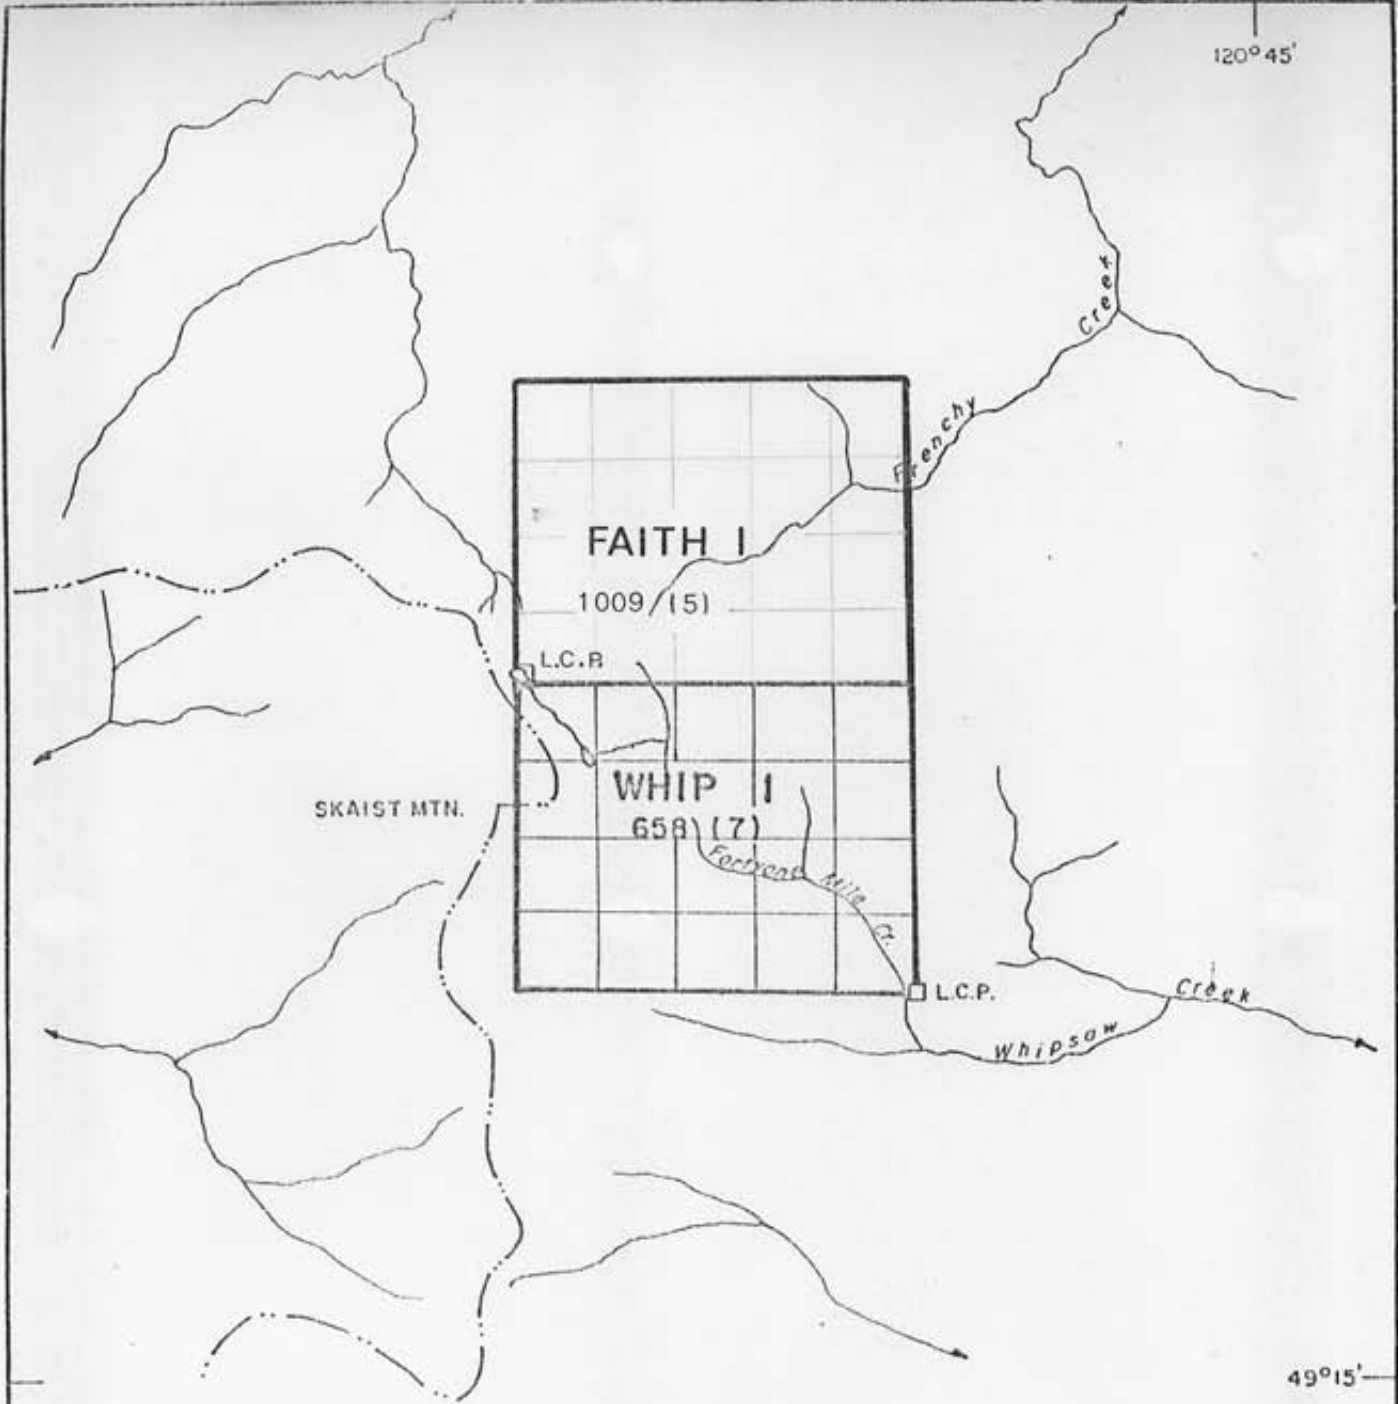 120°45'
Frenchy Creek
FAITH 1
1009 (5)
L.C.P.
WHIP 1
SKAIST MTN.
658 (7)
Mile Cr.
L.C.P.
Whipsaw Creek
49°15'